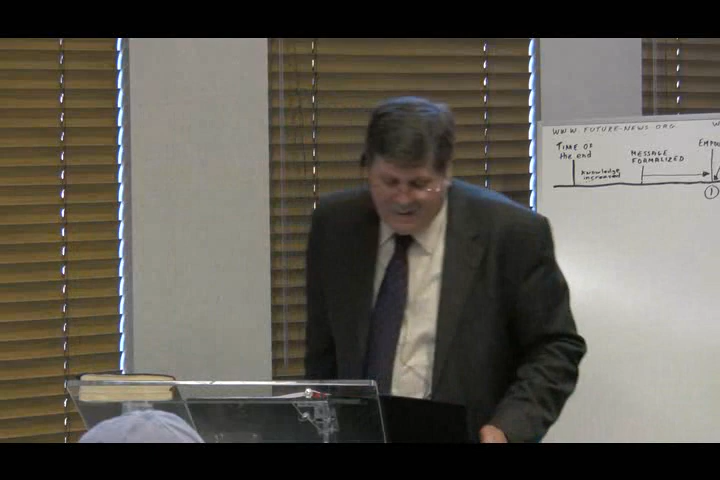 WWW.FUTURE-NEWS.ORG W
TIME OF
the end
Knowledge
increased
MESSAGE
FORMALIZED
1